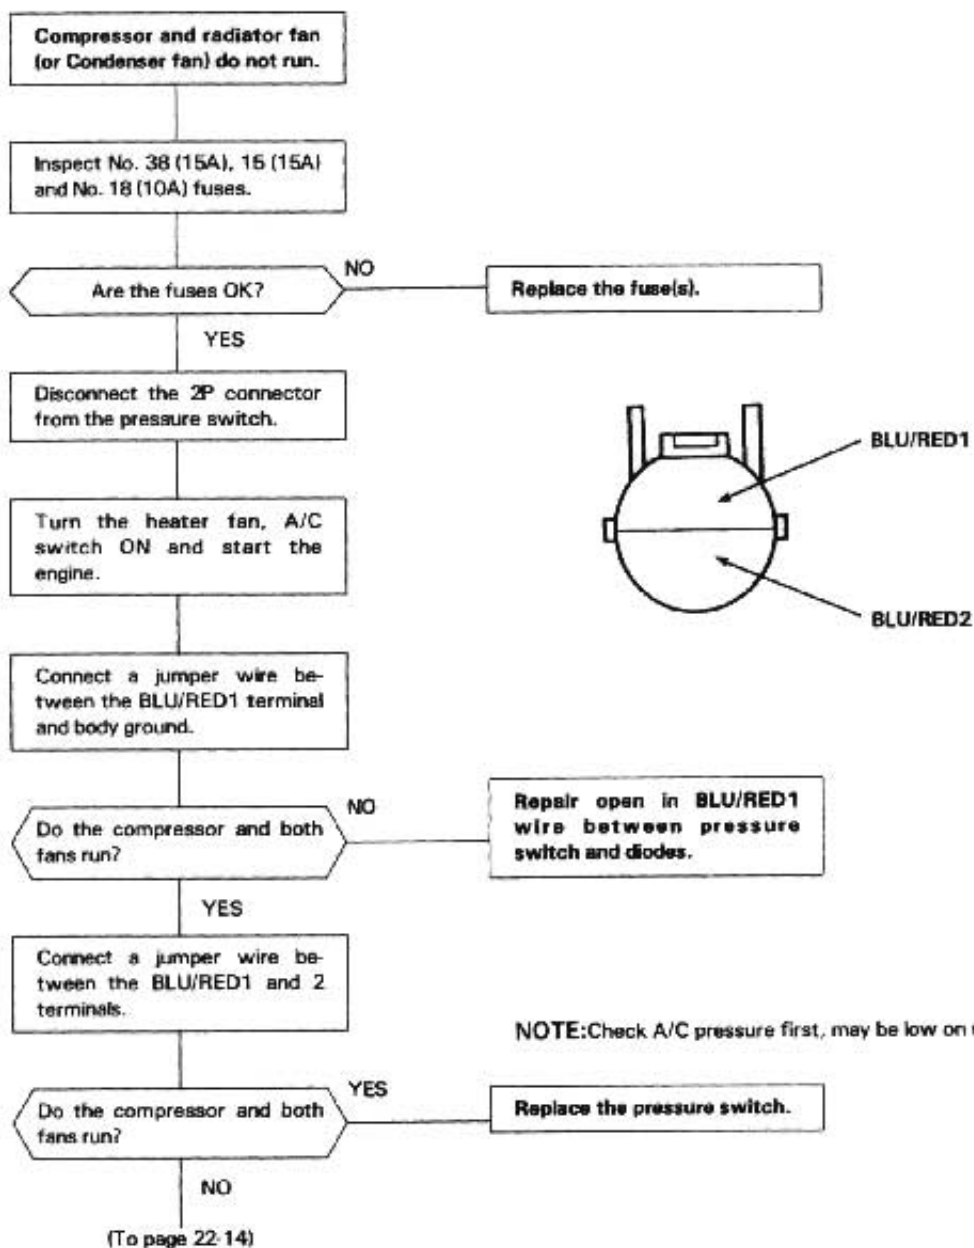 Compressor and radiator fan
(or Condenser fan) do not run.
Inspect No. 38 (15A), 15 (15A)
and No. 18 (10A) fuses.
Are the fuses OK?
NO
Replace the fuse(s).
YES
Disconnect the 2P connector
from the pressure switch.
BLU/RED1
BLU/RED2
Turn the heater fan, A/C
switch ON and start the
engine.
Connect a jumper wire be-
tween the BLU/RED1 terminal
and body ground.
Do the compressor and both
fans run?
NO
Repair open in BLU/RED1
wire between pressure
switch and diodes.
YES
Connect a jumper wire be-
tween the BLU/RED1 and 2
terminals.
NOTE:Check A/C pressure first, may be low on
Do the compressor and both
fans run?
YES
Replace the pressure switch.
NO
(To page 22-14)